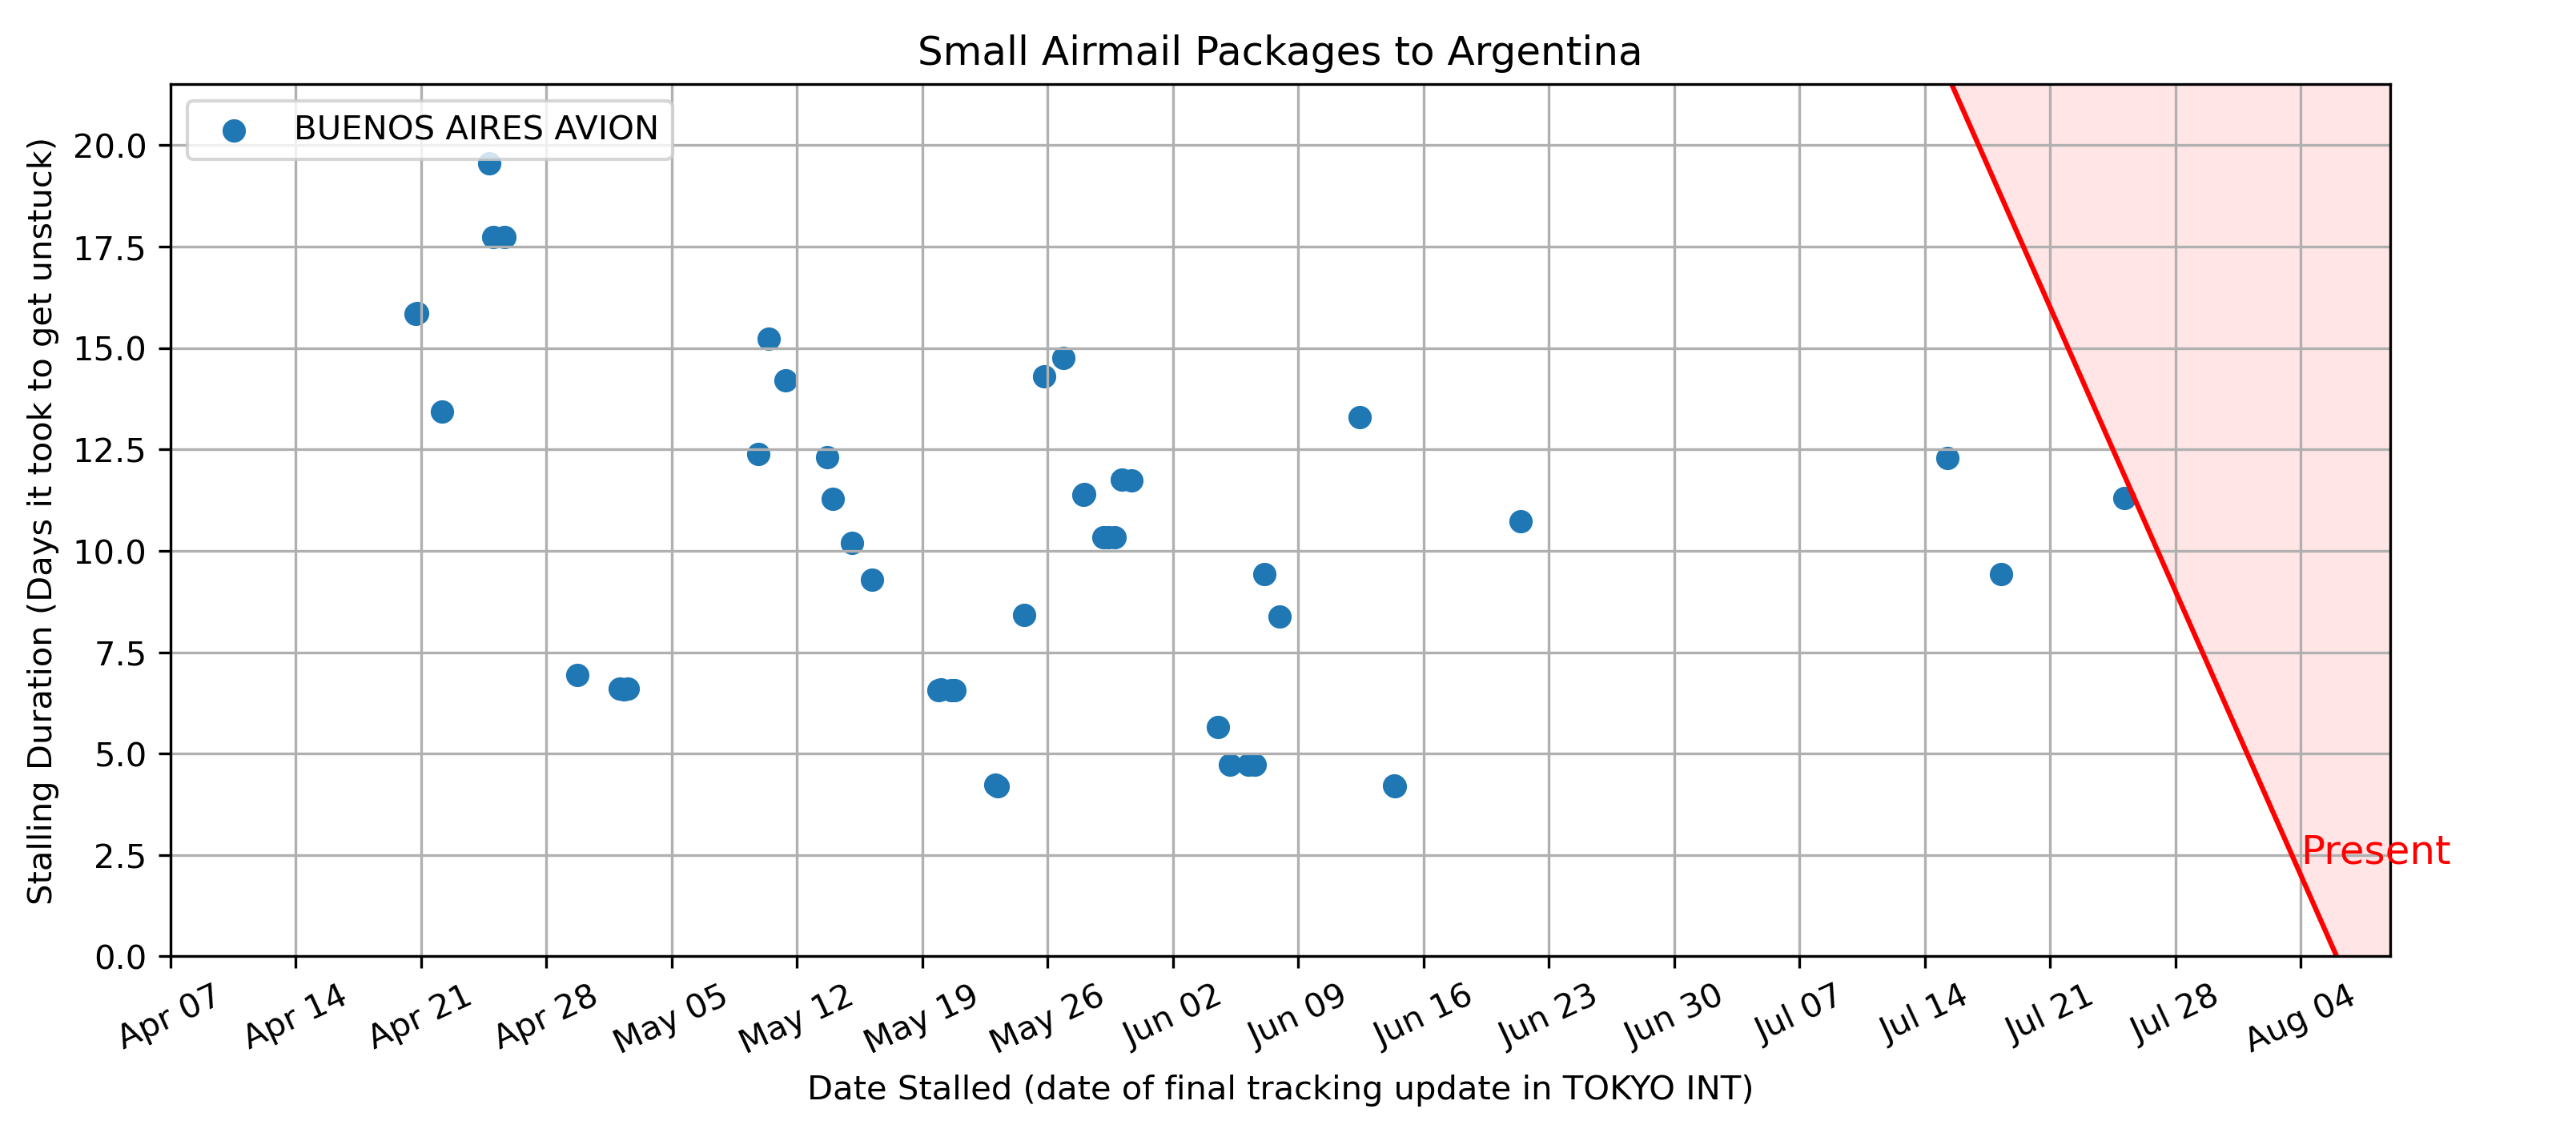 Small Airmail Packages to Argentina
BUENOS AIRES AVION
Stalling Duration (Days it took to get unstuck)
20.0
17.5
15.0
12.5
10.0
7.5
5.0
2.5
0.0
Present
Apr 07 Apr 14 Apr 21 Apr 28 May 05 May 12 May 19 May 26 Jun 02 Jun 09 Jun 16 Jun 23 Jun 30 Jul 07 Jul 14 Jul 21 Jul 28 Aug 04
Date Stalled (date of final tracking update in TOKYO INT)